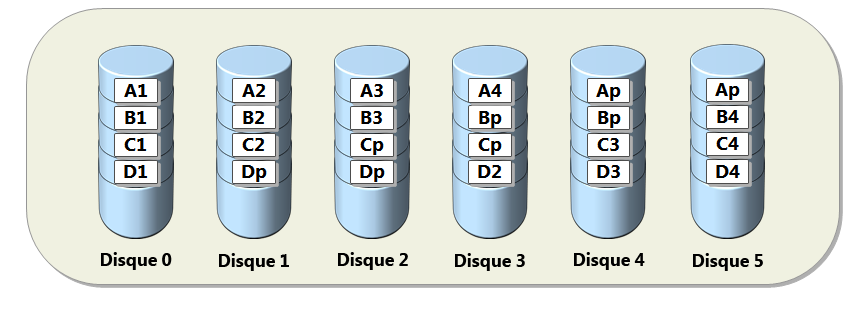 A1 A2 A3 A4 Ap Ap
B1 B2 B3 Bp Bp B4
C1 C2 Cp Cp C3 C4
D1 Dp Dp D2 D3 D4
Disque 0 Disque 1 Disque 2 Disque 3 Disque 4 Disque 5